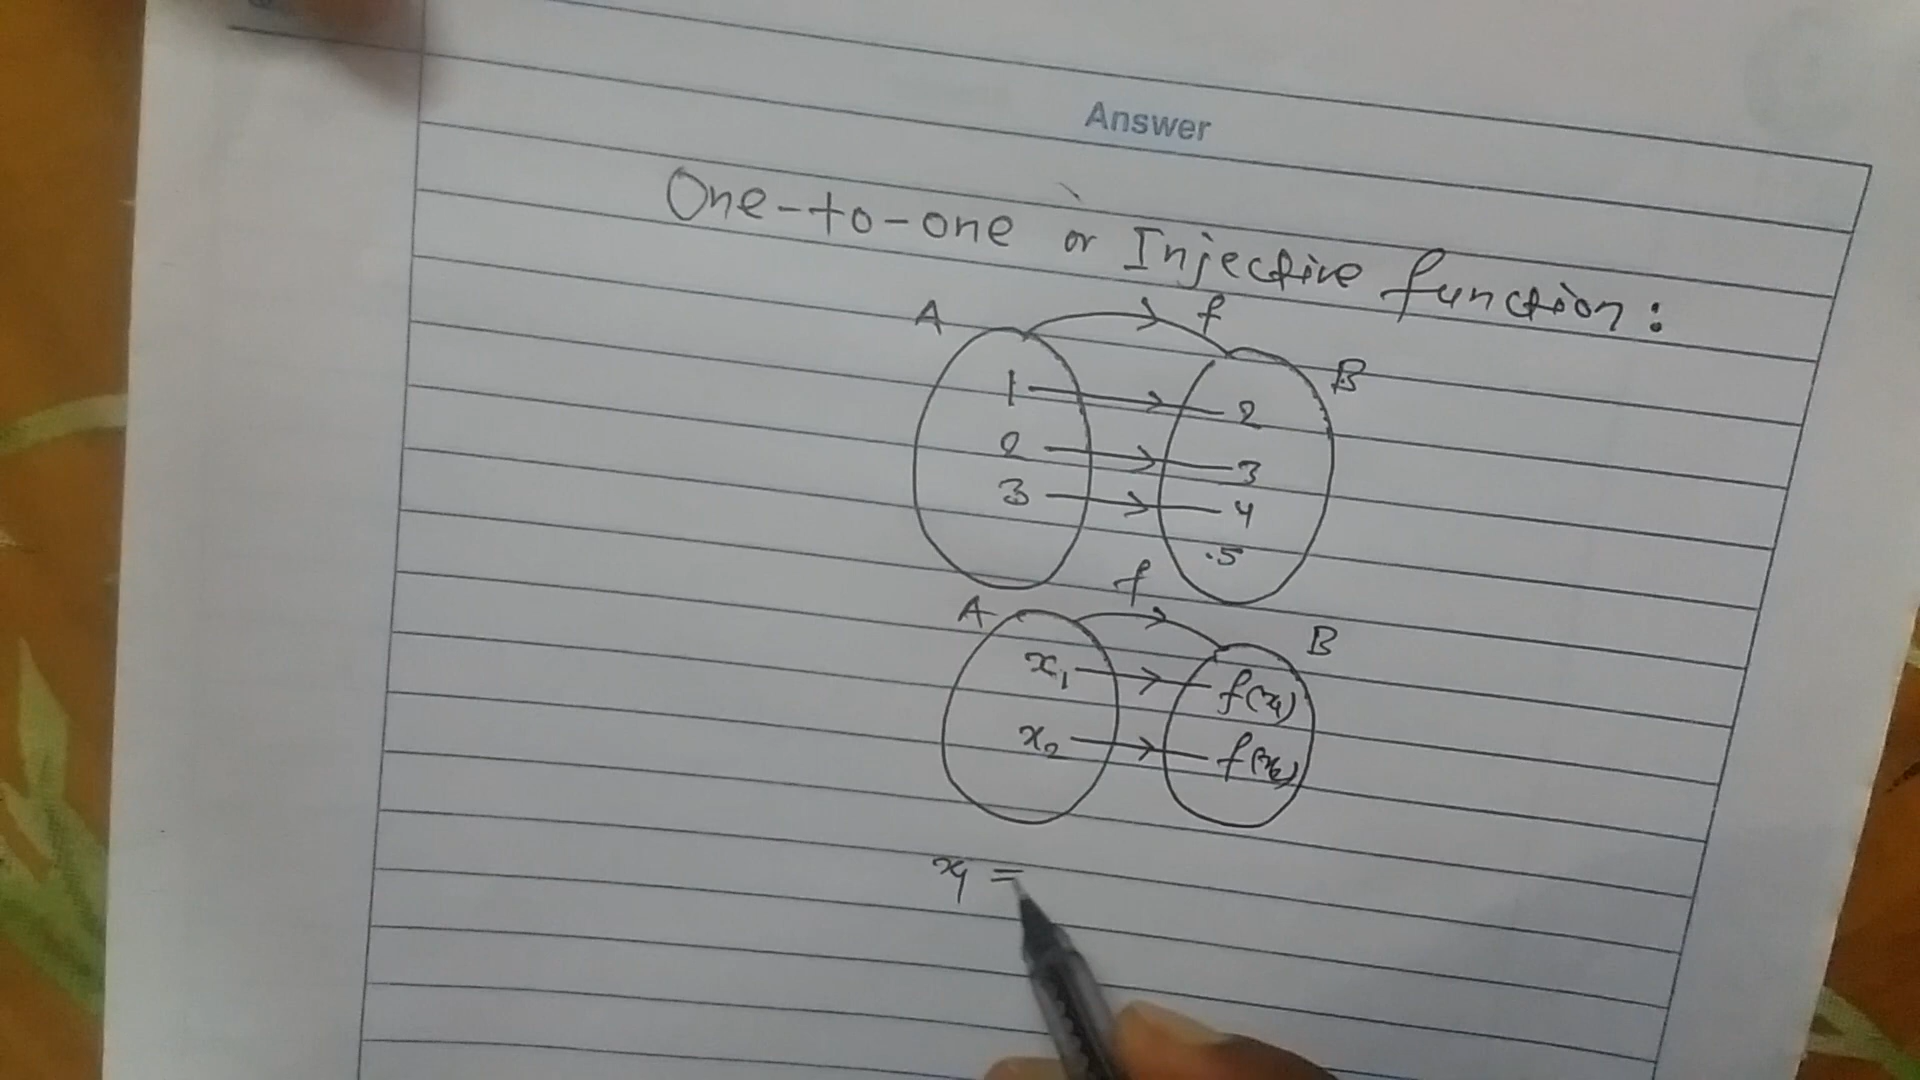 Answer
One-to-one or Injective function:
A f B
1 2
2 3
3 4
.5
A f B
x₁ f(x₁)
x₂ f(x₂)
x₁ =